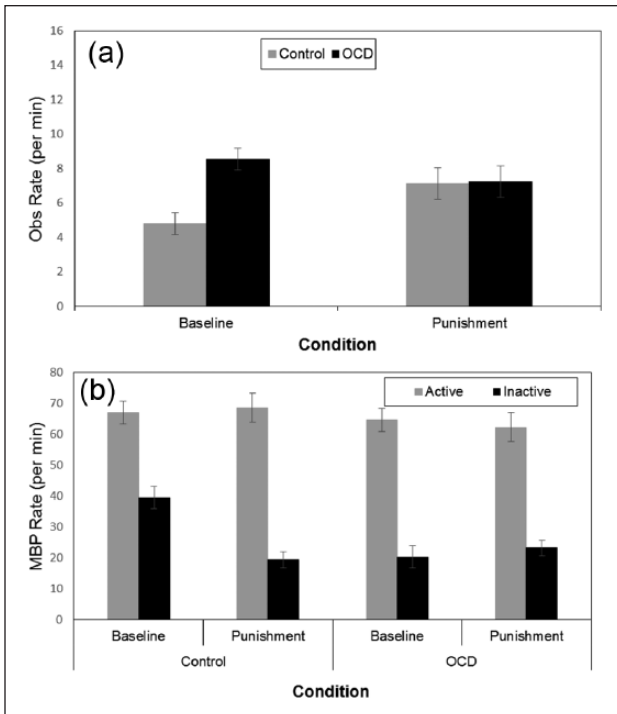 (a)
Control OCD
Obs Rate (per min)
16
14
12
10
8
6
4
2
0
Baseline Punishment
Condition
(b)
Active Inactive
MBP Rate (per min)
80
70
60
50
40
30
20
10
0
Baseline Punishment Baseline Punishment
Control OCD
Condition